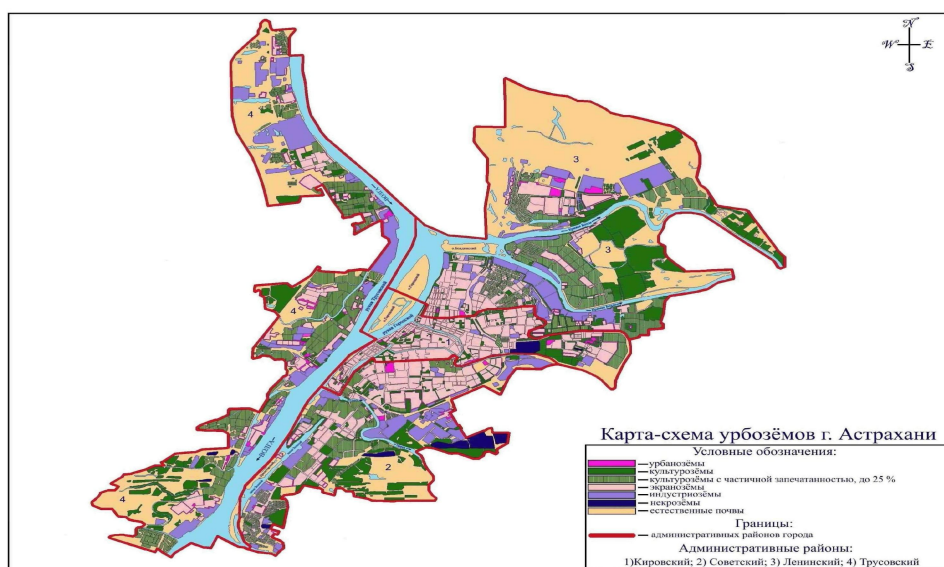 N
W E
S
4
3
3
4
2
4
ВОЛГА
ВОЛГА
Карта-схема урбозёмов г. Астрахани
Условные обозначения:
— урбанозёмы
— культурозёмы
— культурозёмы с частичной запечатанностью, до 25 %
— экранозёмы
— индустриозёмы
— некрозёмы
— естественные почвы
Границы:
— административных районов города
Административные районы:
1)Кировский; 2) Советский; 3) Ленинский; 4) Трусовский